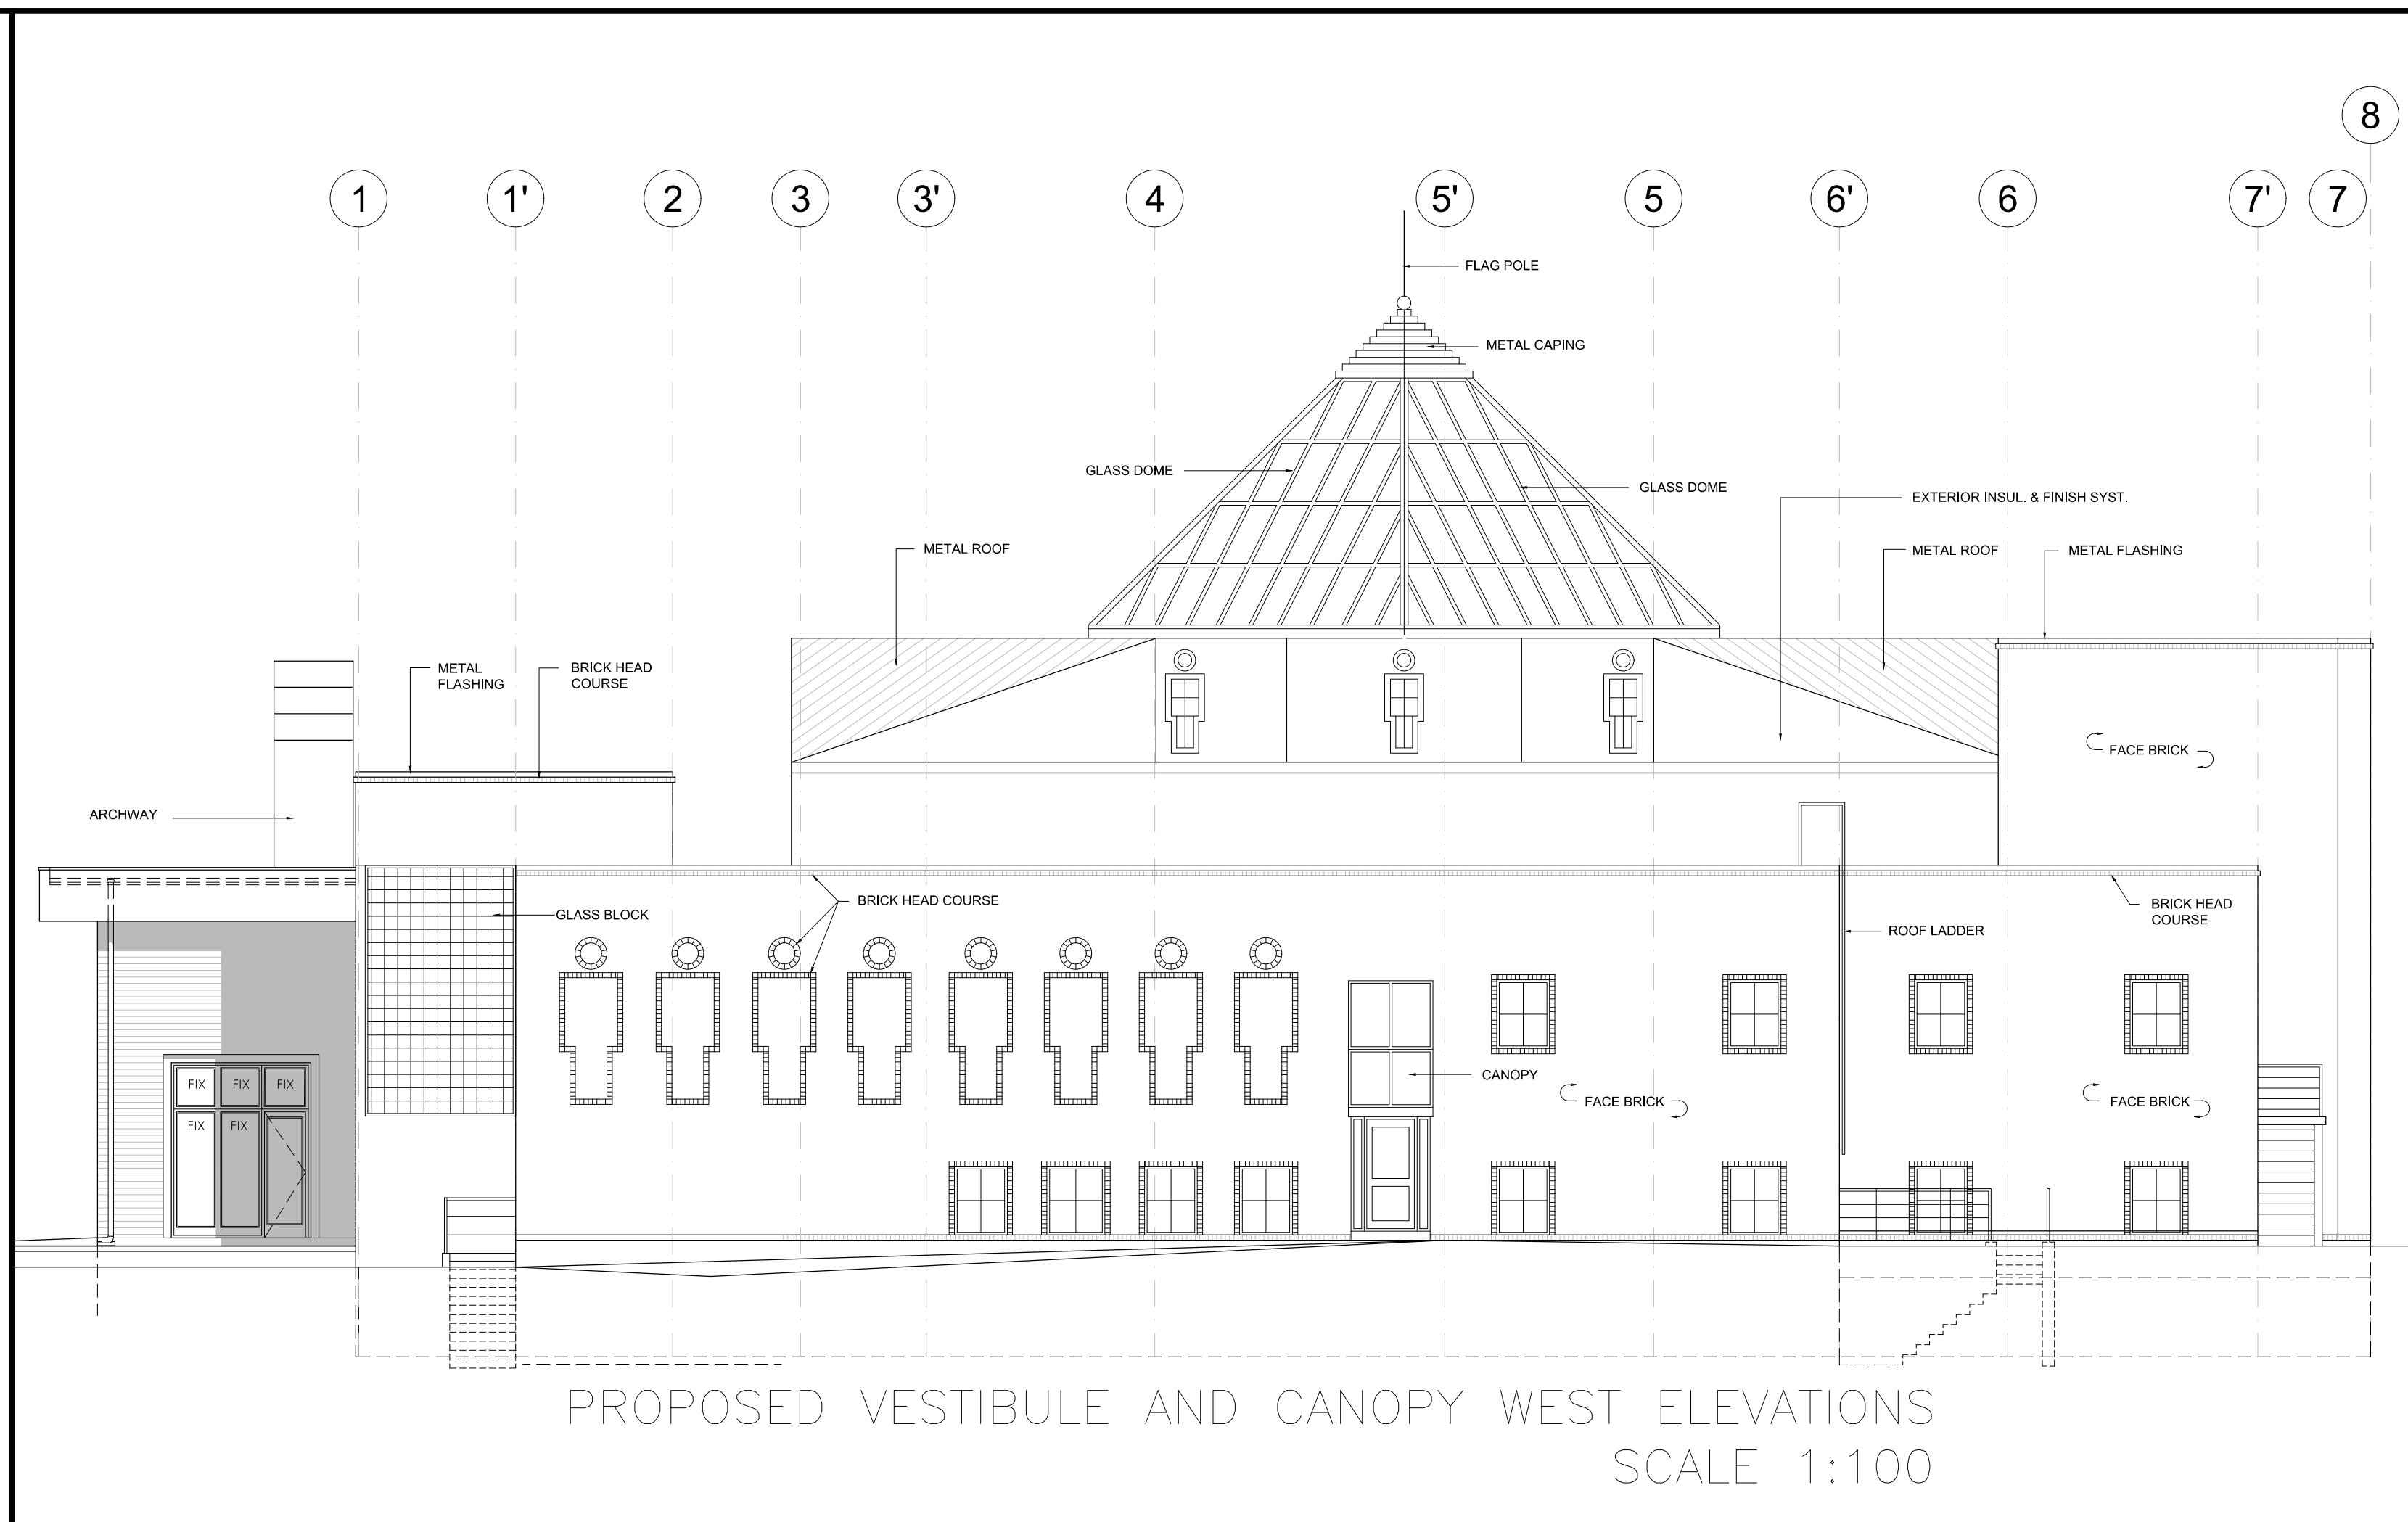 8
1
1'
2
3
3'
4
5'
5
6'
6
7'
7
FLAG POLE
METAL CAPING
GLASS DOME
GLASS DOME
EXTERIOR INSUL. & FINISH SYST.
METAL ROOF
METAL ROOF
METAL FLASHING
METAL
FLASHING
BRICK HEAD
COURSE
FACE BRICK
ARCHWAY
GLASS BLOCK
BRICK HEAD COURSE
BRICK HEAD
COURSE
ROOF LADDER
FIX
FIX
FIX
CANOPY
FACE BRICK
FACE BRICK
FIX
FIX
PROPOSED VESTIBULE AND CANOPY WEST ELEVATIONS
SCALE 1:100